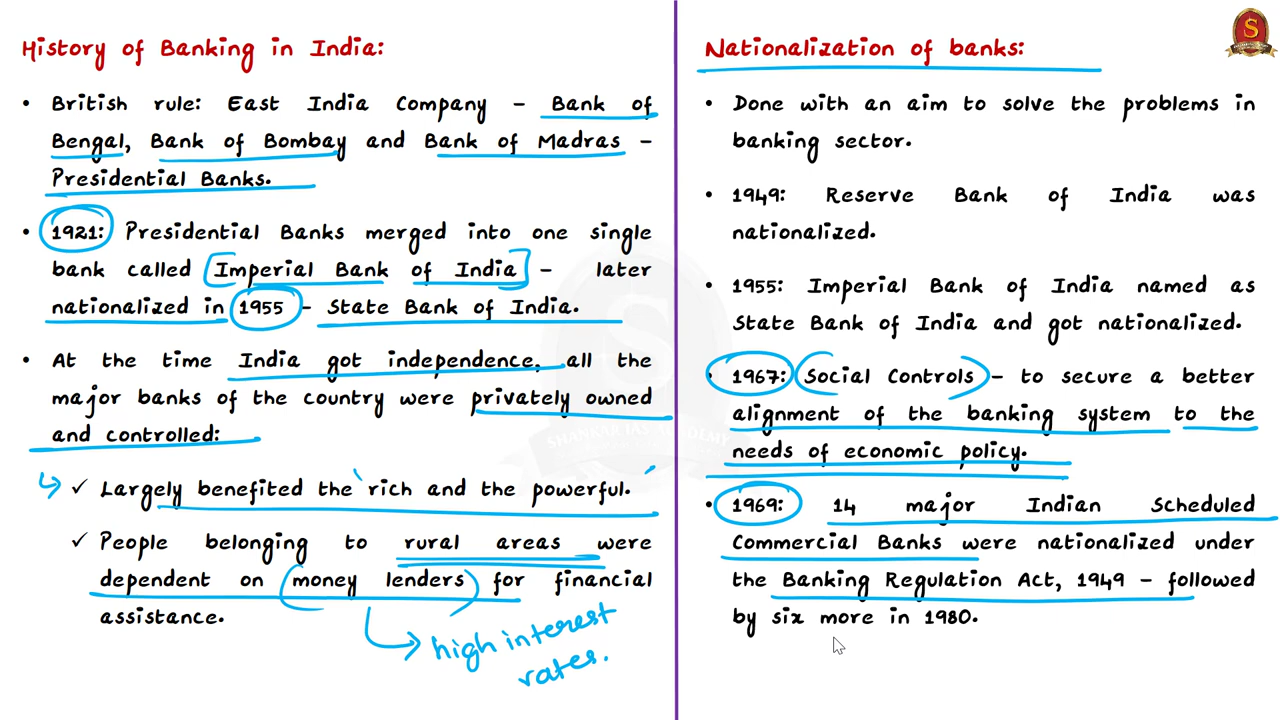 History of Banking in India:
• British rule: East India Company – Bank of
Bengal, Bank of Bombay and Bank of Madras –
Presidential Banks.
• 1921: Presidential Banks merged into one single
bank called Imperial Bank of India – later
nationalized in 1955 – State Bank of India.
• At the time India got independence, all the
major banks of the country were privately owned
and controlled:
✓ Largely benefited the rich and the powerful.
✓ People belonging to rural areas were
dependent on money lenders for financial
assistance.
high interest
rates.
Nationalization of banks:
• Done with an aim to solve the problems in
banking sector.
• 1949: Reserve Bank of India was
nationalized.
• 1955: Imperial Bank of India named as
State Bank of India and got nationalized.
• 1967: Social Controls – to secure a better
alignment of the banking system to the
needs of economic policy.
• 1969: 14 major Indian Scheduled
Commercial Banks were nationalized under
the Banking Regulation Act, 1949 – followed
by six more in 1980.
S
SHANKAR IAS ACADEMY